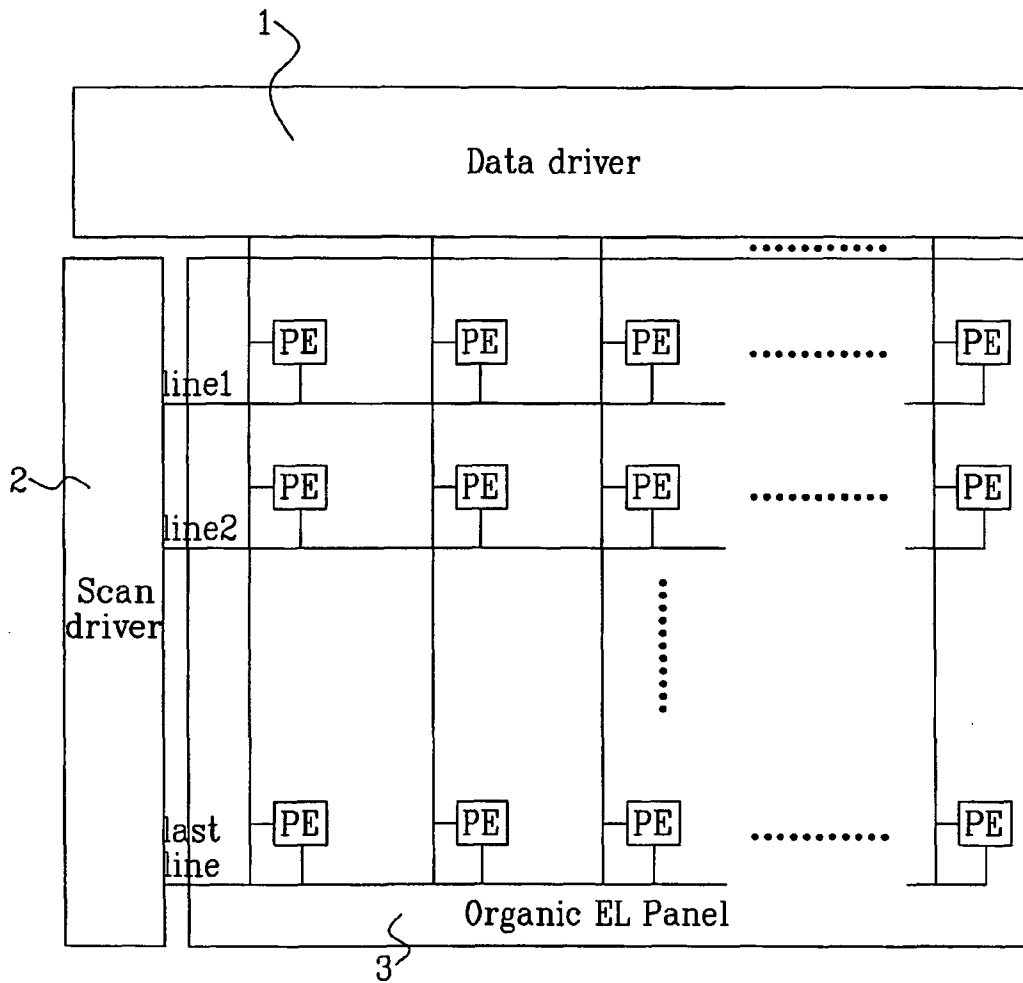 1
Data driver
PE PE PE PE
line1
2
PE PE PE PE
line2
Scan
driver
PE PE PE PE
last
line
Organic EL Panel
3